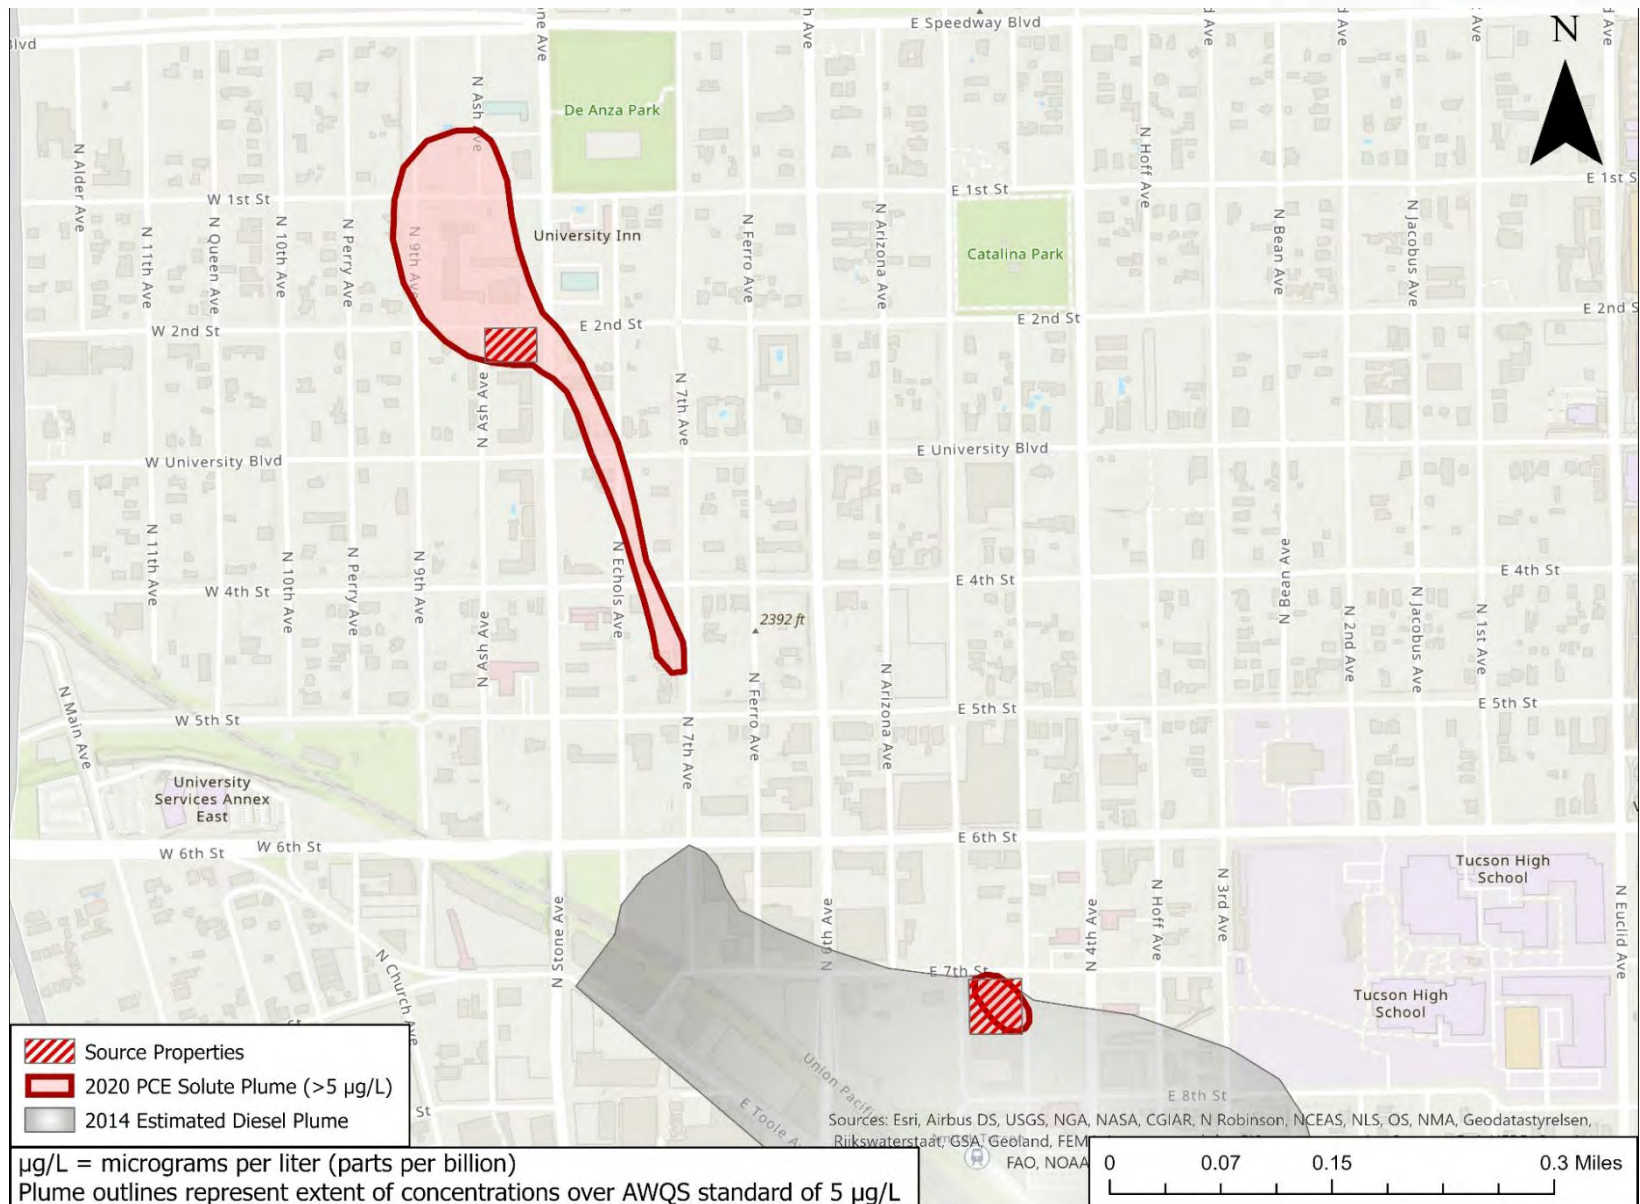 E Speedway Blvd
N
Blvd
ne Ave
h Ave
d Ave
d Ave
Ave
d Ave
De Anza Park
N Ash Ave
N Alder Ave
N Hoff Ave
E 1st St
E 1st S
W 1st St
N 11th Ave
N Queen Ave
N 10th Ave
N Perry Ave
N 9th Ave
University Inn
N Ferro Ave
N Arizona Ave
Catalina Park
N Bean Ave
N Jacobus Ave
E 2nd S
W 2nd St
E 2nd St
E 2nd St
N Ash Ave
N 7th Ave
W University Blvd
E University Blvd
N 11th Ave
N 10th Ave
N Perry Ave
N 9th Ave
N Echols Ave
N Bean Ave
E 4th St
E 4th St
W 4th St
N Ash Ave
2392 ft
N 2nd Ave
N Jacobus Ave
N 1st Ave
N Main Ave
N Ferro Ave
N Arizona Ave
W 5th St
N 7th Ave
E 5th St
E 5th St
University
Services Annex
East
W 6th St
W 6th St
E 6th St
Tucson High
School
N Stone Ave
N 6th Ave
N 4th Ave
N Hoff Ave
N 3rd Ave
N Euclid Ave
N Church Ave
E 7th St
Tucson High
School
St
Union Pacific
E Toole A
E 8th St
St
Source Properties
2020 PCE Solute Plume (>5 µg/L)
2014 Estimated Diesel Plume
Sources: Esri, Airbus DS, USGS, NGA, NASA, CGIAR, N Robinson, NCEAS, NLS, OS, NMA, Geodatastyrelsen,
Rijkswaterstaat, GSA, Geoland, FEM
FAO, NOAA
µg/L = micrograms per liter (parts per billion)
Plume outlines represent extent of concentrations over AWQS standard of 5 µg/L
0 0.07 0.15 0.3 Miles